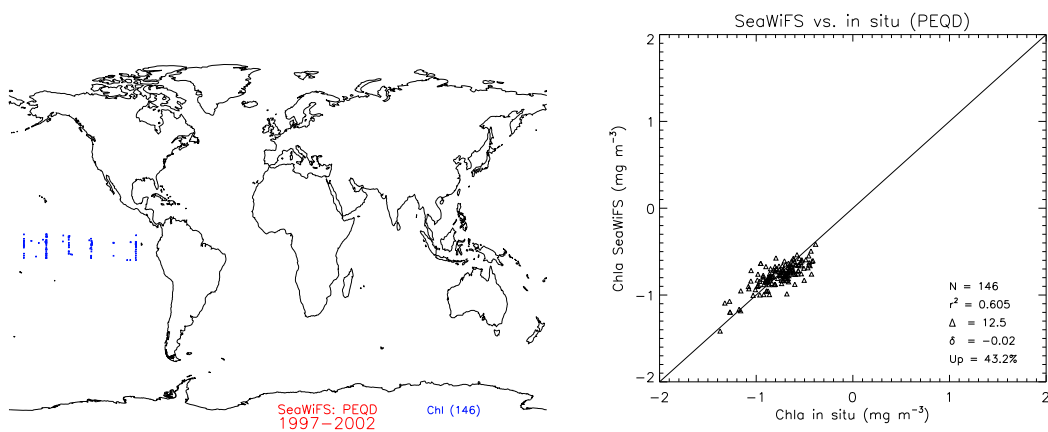 SeaWiFS: PEQD
1997−2002
Chl (146)
SeaWiFS vs. in situ (PEQD)
Chla SeaWiFS (mg m⁻³)
2
1
0
−1
−2
N = 146
r² = 0.605
Δ = 12.5
δ = −0.02
Up = 43.2%
−2 −1 0 1 2
Chla in situ (mg m⁻³)